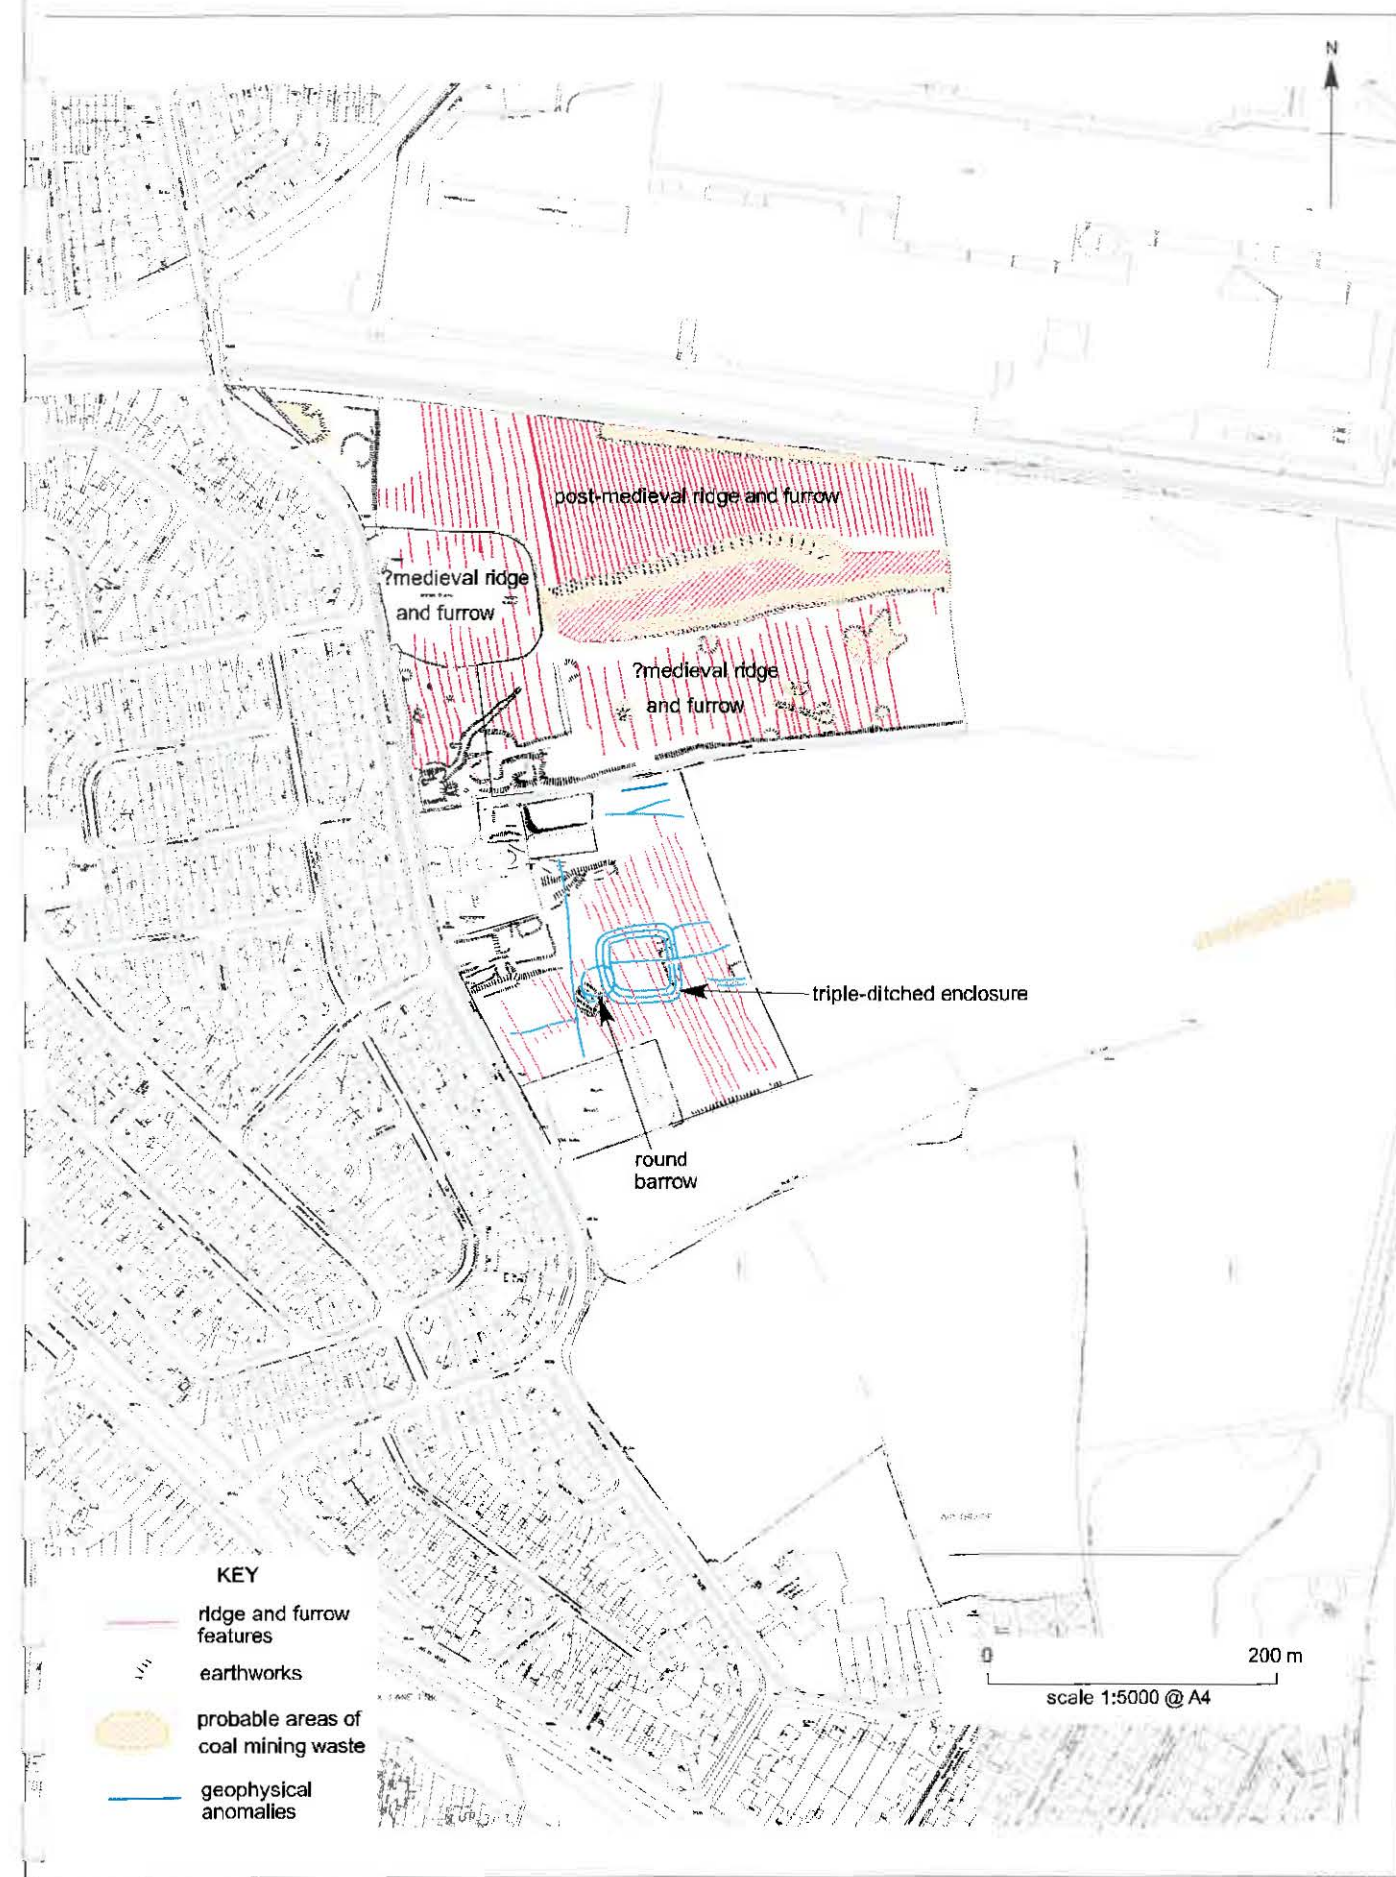 N
post-medieval ridge and furrow
?medieval ridge
and furrow
?medieval ridge
and furrow
triple-ditched enclosure
round
barrow
KEY
ridge and furrow
features
earthworks
probable areas of
coal mining waste
geophysical
anomalies
0 200 m
scale 1:5000 @ A4